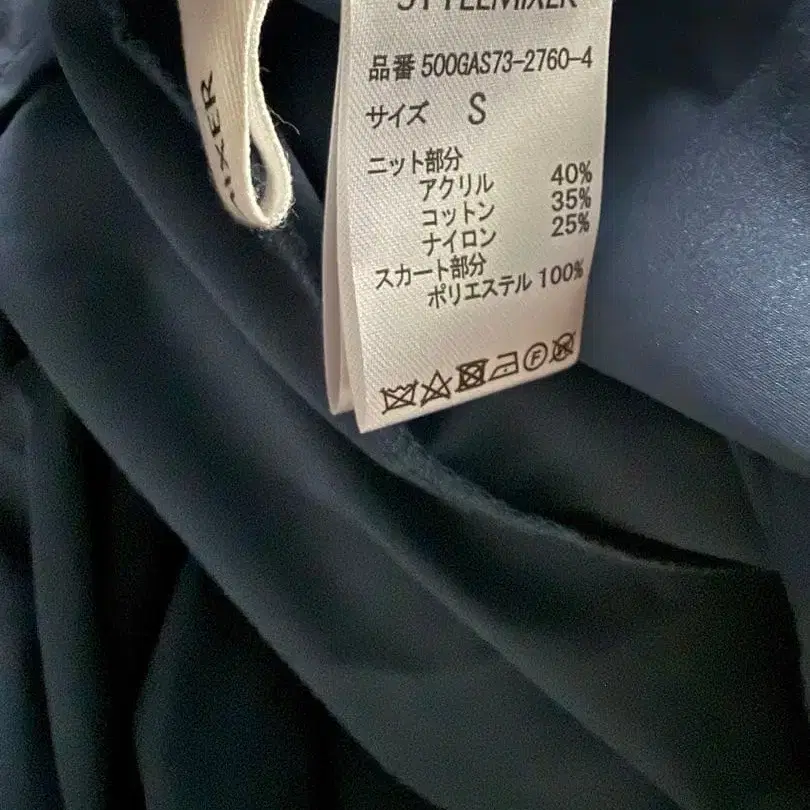 STYLEMIXER
品番 500GAS73-2760-4
サイズ S
ニット部分
アクリル 40%
コットン 35%
ナイロン 25%
スカート部分
ポリエステル 100%
F
IXER